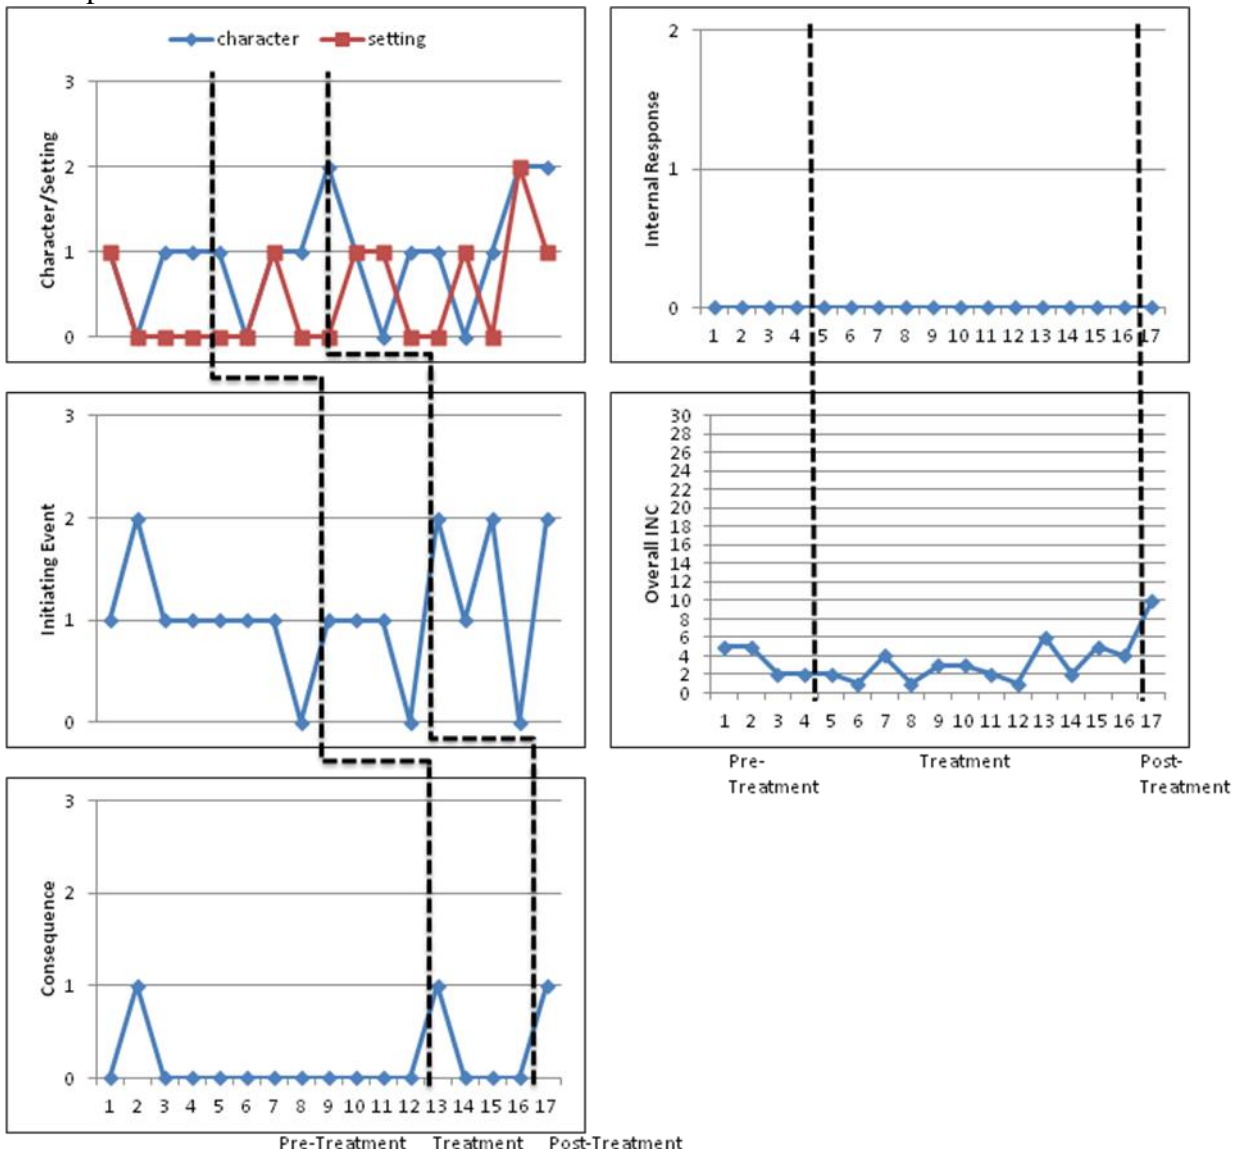 character setting
Character/Setting
3
2
1
0
Initiating Event
3
2
1
0
Consequence
3
2
1
0
1 2 3 4 5 6 7 8 9 10 11 12 13 14 15 16 17
Pre-Treatment Treatment Post-Treatment
Internal Response
2
1
0
1 2 3 4 5 6 7 8 9 10 11 12 13 14 15 16 17
Overall INC
30
28
26
24
22
20
18
16
14
12
10
8
6
4
2
0
1 2 3 4 5 6 7 8 9 10 11 12 13 14 15 16 17
Pre-
Treatment
Treatment
Post-
Treatment